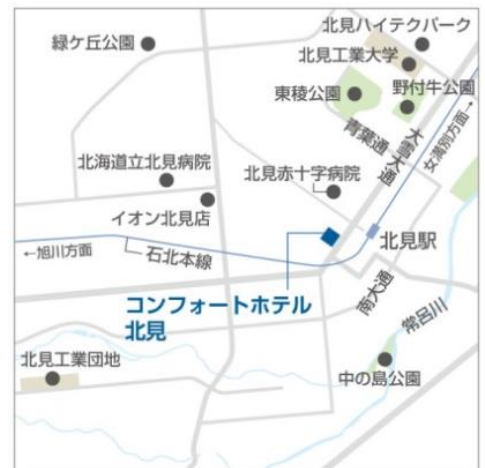 北見ハイテクパーク
緑ケ丘公園
北見工業大学
東稜公園
野付牛公園
青葉通
大雪大通
女満別方面→
北海道立北見病院
北見赤十字病院
イオン北見店
北見駅
←旭川方面
石北本線
コンフォートホテル
北見
南大通
常呂川
北見工業団地
中の島公園